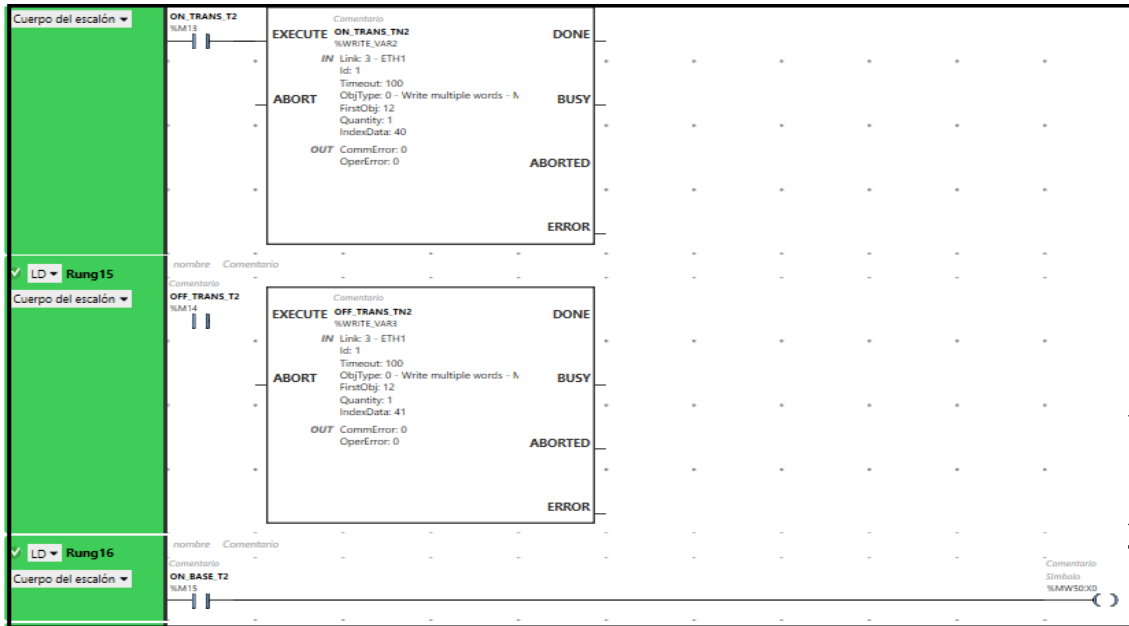 Cuerpo del escalón
ON_TRANS_T2
%M13
Comentario
EXECUTE ON_TRANS_TN2 DONE
%WRITE_VAR2
IN Link: 3 - ETH1
Id: 1
Timeout: 100
ABORT ObjType: 0 - Write multiple words - M BUSY
FirstObj: 12
Quantity: 1
IndexData: 40
OUT CommError: 0
OperError: 0 ABORTED
ERROR
LD Rung15
nombre Comentario
Comentario
Cuerpo del escalón
OFF_TRANS_T2
%M14
Comentario
EXECUTE OFF_TRANS_TN2 DONE
%WRITE_VAR3
IN Link: 3 - ETH1
Id: 1
Timeout: 100
ABORT ObjType: 0 - Write multiple words - M BUSY
FirstObj: 12
Quantity: 1
IndexData: 41
OUT CommError: 0
OperError: 0 ABORTED
ERROR
LD Rung16
nombre Comentario
Comentario Comentario
Cuerpo del escalón
ON_BASE_T2 Símbolo
%M15 %MW50:X0